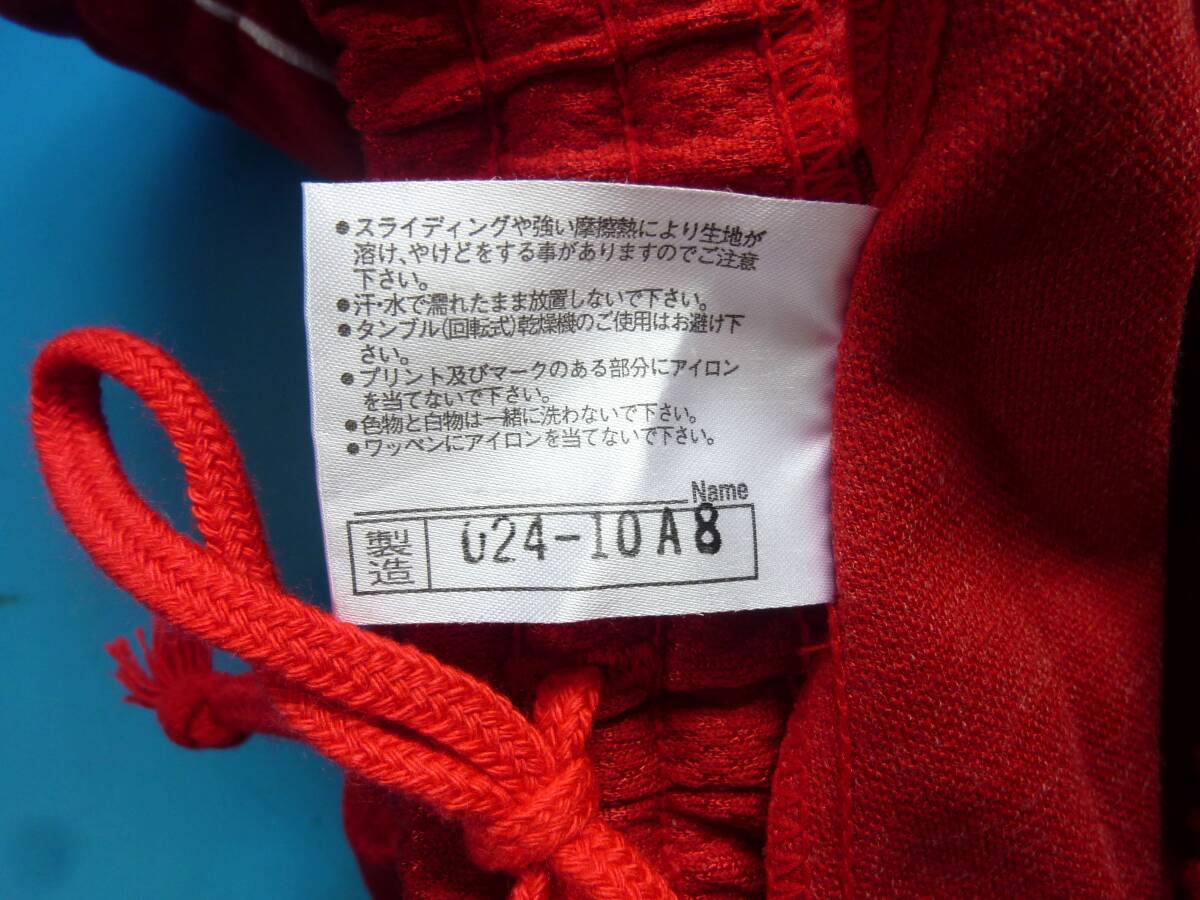 ●スライディングや強い摩擦熱により生地が
溶け、やけどをする事がありますのでご注意
下さい。
●汗・水で濡れたまま放置しないで下さい。
●タンブル(回転式)乾燥機のご使用はお避け下
さい。
●プリント及びマークのある部分にアイロン
を当てないで下さい。
●色物と白物は一緒に洗わないで下さい。
●ワッペンにアイロンを当てないで下さい。
Name
製造 024-10A8